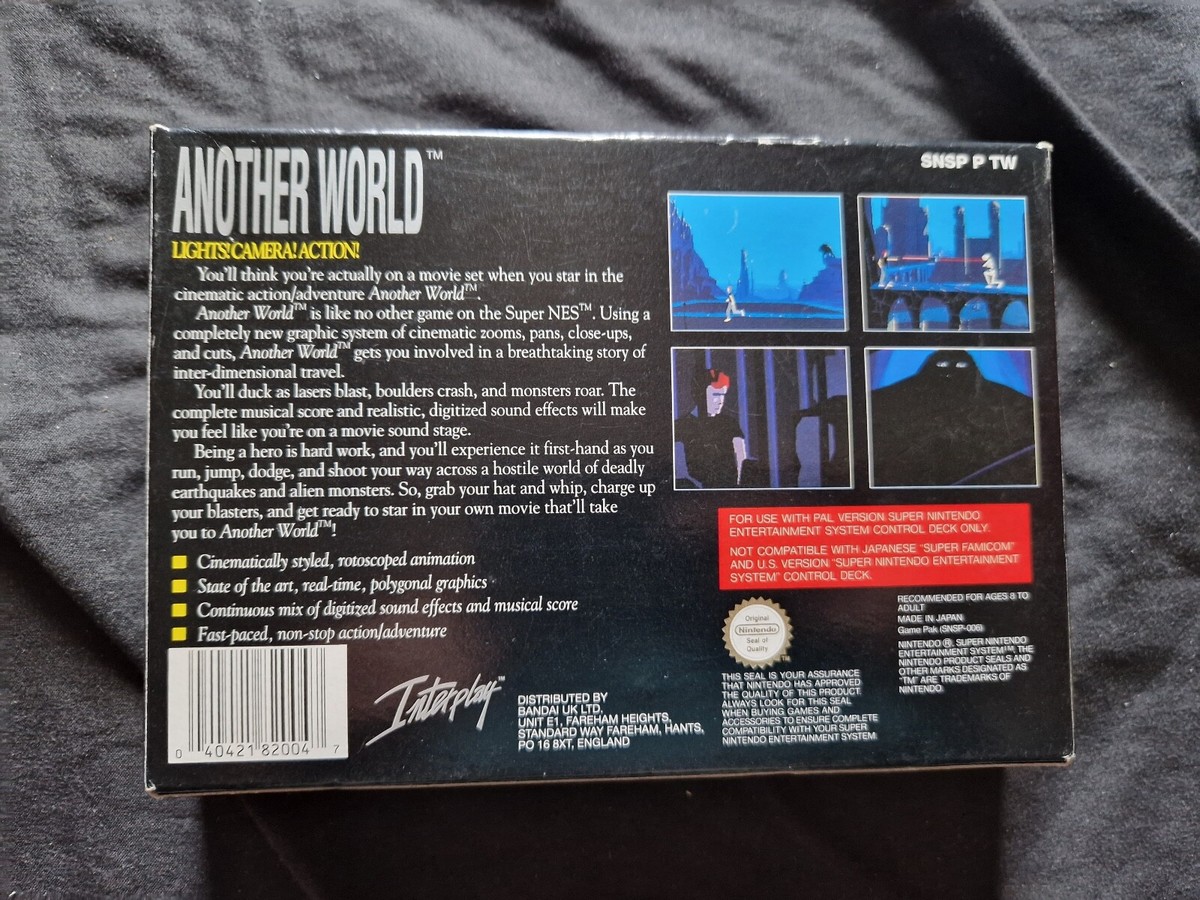 ANOTHER WORLD™
SNSP P TW
LIGHTS! CAMERA! ACTION!
You'll think you're actually on a movie set when you star in the
cinematic action/adventure Another World™.
Another World™ is like no other game on the Super NES™. Using a
completely new graphic system of cinematic zooms, pans, close-ups,
and cuts, Another World™ gets you involved in a breathtaking story of
inter-dimensional travel.
You'll duck as lasers blast, boulders crash, and monsters roar. The
complete musical score and realistic, digitized sound effects will make
you feel like you're on a movie sound stage.
Being a hero is hard work, and you'll experience it first-hand as you
run, jump, dodge, and shoot your way across a hostile world of deadly
earthquakes and alien monsters. So, grab your hat and whip, charge up
your blasters, and get ready to star in your own movie that'll take
you to Another World™!
Cinematically styled, rotoscoped animation
State of the art, real-time, polygonal graphics
Continuous mix of digitized sound effects and musical score
Fast-paced, non-stop action/adventure
0 40421 82004 7
Interplay™
DISTRIBUTED BY
BANDAI UK LTD,
UNIT E1, FAREHAM HEIGHTS,
STANDARD WAY FAREHAM, HANTS,
PO 16 8XT, ENGLAND
FOR USE WITH PAL VERSION SUPER NINTENDO
ENTERTAINMENT SYSTEM CONTROL DECK ONLY.
NOT COMPATIBLE WITH JAPANESE "SUPER FAMICOM"
AND U.S. VERSION "SUPER NINTENDO ENTERTAINMENT
SYSTEM" CONTROL DECK.
Original
Nintendo
Seal of
Quality
TM
THIS SEAL IS YOUR ASSURANCE
THAT NINTENDO HAS APPROVED
THE QUALITY OF THIS PRODUCT.
ALWAYS LOOK FOR THIS SEAL
WHEN BUYING GAMES AND
ACCESSORIES TO ENSURE COMPLETE
COMPATIBILITY WITH YOUR SUPER
NINTENDO ENTERTAINMENT SYSTEM.
RECOMMENDED FOR AGES 8 TO
ADULT
MADE IN JAPAN
Game Pak (SNSP-006)
NINTENDO ®, SUPER NINTENDO
ENTERTAINMENT SYSTEM™, THE
NINTENDO PRODUCT SEALS AND
OTHER MARKS DESIGNATED AS
"TM" ARE TRADEMARKS OF
NINTENDO.